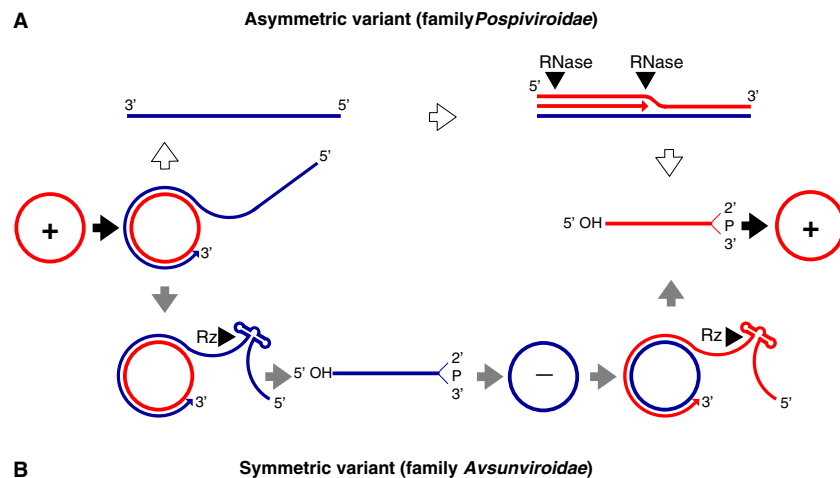 A Asymmetric variant (family Pospiviroidae)
RNase RNase
5’ 3’
3’ 5’
5’
+ 3’
5’ OH 2’ P 3’ +
Rz 3’ 5’
5’ OH 2’ P 3’
–
Rz 3’ 5’
B Symmetric variant (family Avsunviroidae)